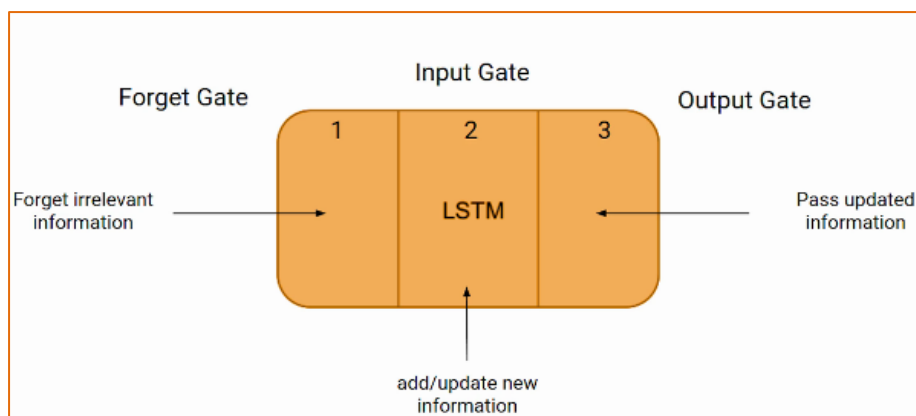 Input Gate
Forget Gate
Output Gate
1
2
3
Forget irrelevant
information
LSTM
Pass updated
information
add/update new
information